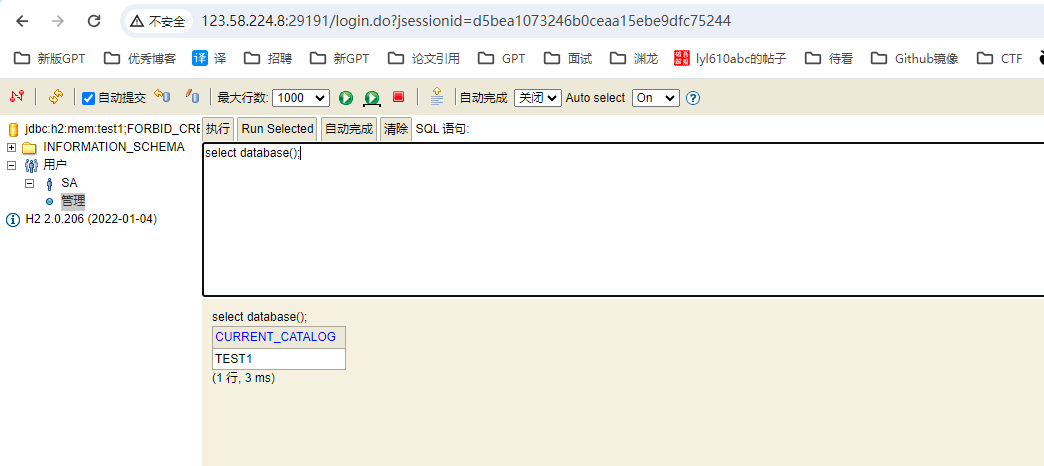 不安全 123.58.224.8:29191/login.do?jsessionid=d5bea1073246b0ceaa15ebe9dfc75244
新版GPT 优秀博客 译 译 招聘 新GPT 论文引用 GPT 面试 渊龙 吾爱破解 lyl610abc的帖子 待看 Github镜像 CTF
自动提交 最大行数: 1000 自动完成 关闭 Auto select On
jdbc:h2:mem:test1;FORBID_CRE 执行 Run Selected 自动完成 清除 SQL 语句:
INFORMATION_SCHEMA
select database();
用户
SA
管理
H2 2.0.206 (2022-01-04)
select database();
CURRENT_CATALOG
TEST1
(1 行, 3 ms)